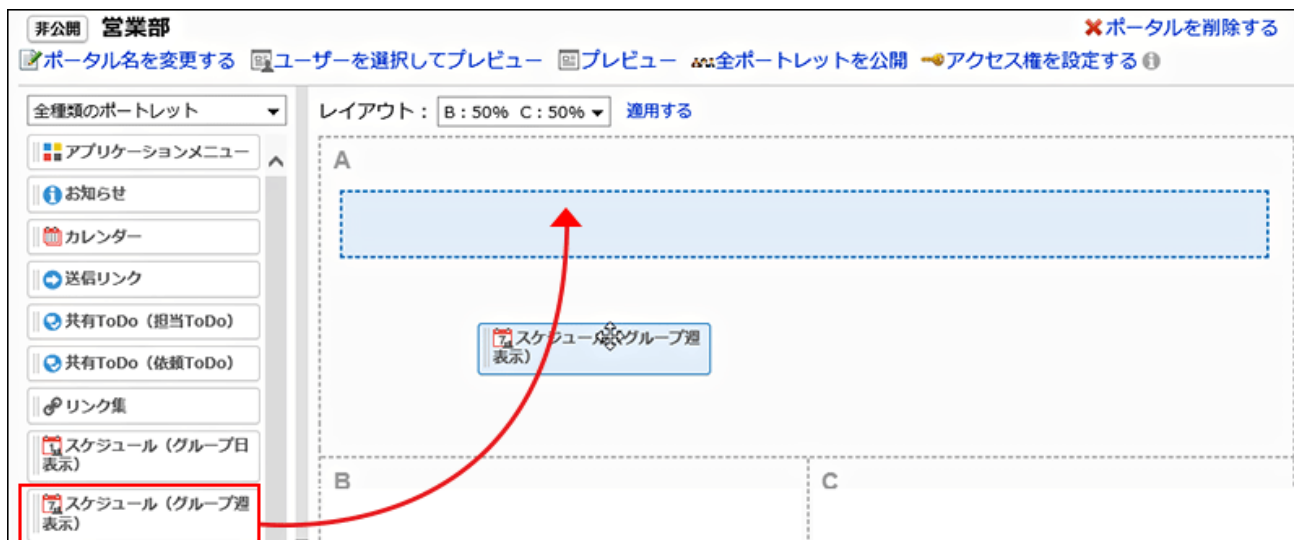 非公開 営業部 ポータルを削除する
ポータル名を変更する ユーザーを選択してプレビュー プレビュー 全ポートレットを公開 アクセス権を設定する
全種類のポートレット
レイアウト： B : 50% C : 50% 適用する
アプリケーションメニュー
お知らせ
カレンダー
送信リンク
共有ToDo（担当ToDo）
共有ToDo（依頼ToDo）
リンク集
スケジュール（グループ日
表示）
スケジュール（グループ週
表示）
A
スケジュール（グループ週
表示）
B
C